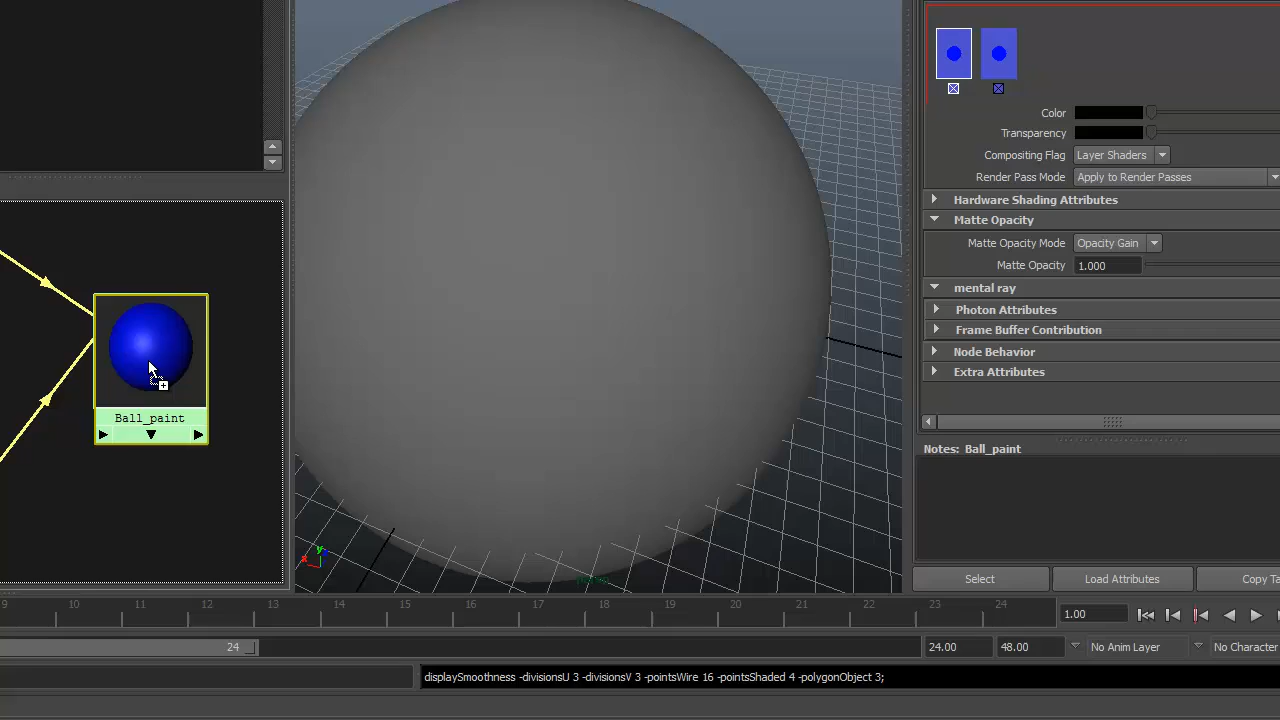 Color
Transparency
Compositing Flag Layer Shaders
Render Pass Mode Apply to Render Passes
Hardware Shading Attributes
Matte Opacity
Matte Opacity Mode Opacity Gain
Matte Opacity 1.000
mental ray
Photon Attributes
Frame Buffer Contribution
Node Behavior
Extra Attributes
Ball_paint
Notes: Ball_paint
x
y
persp
Select Load Attributes Copy Ta
9 10 11 12 13 14 15 16 17 18 19 20 21 22 23 24
1.00
24
24.00 48.00 No Anim Layer No Character
displaySmoothness -divisionsU 3 -divisionsV 3 -pointsWire 16 -pointsShaded 4 -polygonObject 3;